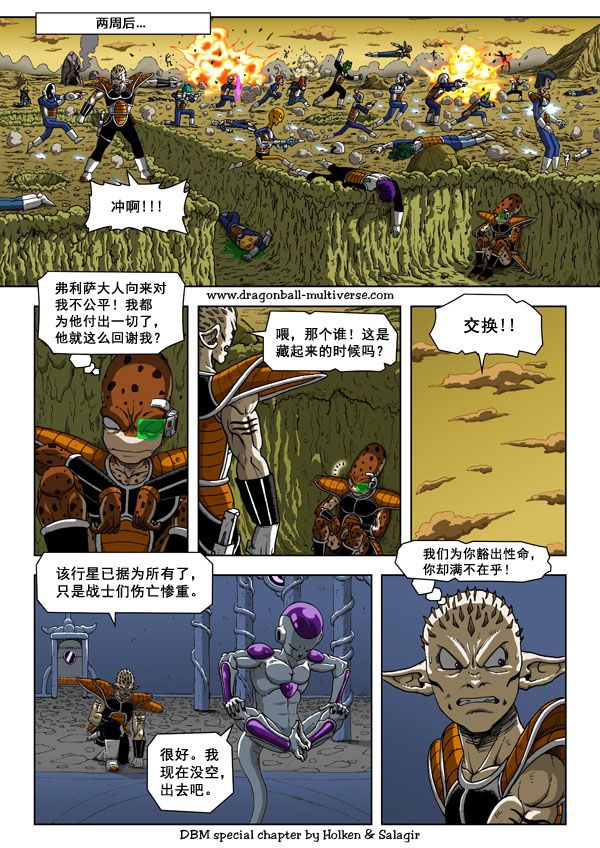 两周后...
冲啊!!!
www.dragonball-multiverse.com
弗利萨大人向来对
我不公平！我都
为他付出一切了，
他就这么回谢我？
喂，那个谁！这是
藏起来的时候吗？
交换!!
该行星已据为所有了，
只是战士们伤亡惨重。
很好。我
现在没空，
出去吧。
我们为你豁出性命，
你却满不在乎！
DBM special chapter by Holken & Salagir